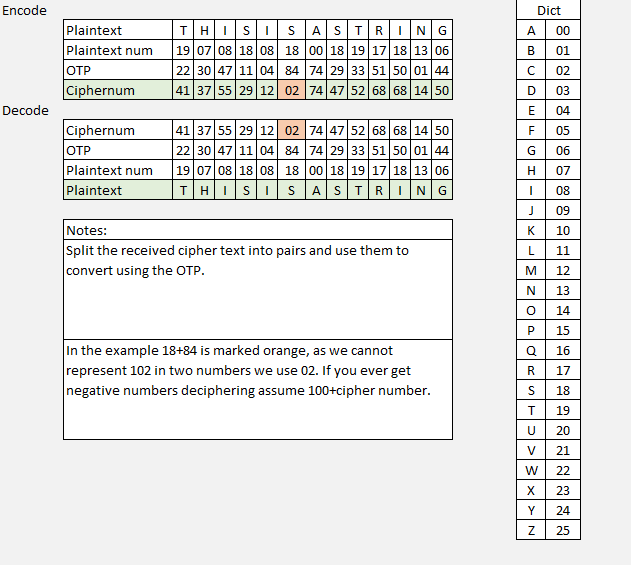 Encode
Plaintext T H I S I S A S T R I N G
Plaintext num 19 07 08 18 08 18 00 18 19 17 18 13 06
OTP 22 30 47 11 04 84 74 29 33 51 50 01 44
Ciphernum 41 37 55 29 12 02 74 47 52 68 68 14 50
Decode
Ciphernum 41 37 55 29 12 02 74 47 52 68 68 14 50
OTP 22 30 47 11 04 84 74 29 33 51 50 01 44
Plaintext num 19 07 08 18 08 18 00 18 19 17 18 13 06
Plaintext T H I S I S A S T R I N G
Notes:
Split the received cipher text into pairs and use them to
convert using the OTP.
In the example 18+84 is marked orange, as we cannot
represent 102 in two numbers we use 02. If you ever get
negative numbers deciphering assume 100+cipher number.
Dict
A 00
B 01
C 02
D 03
E 04
F 05
G 06
H 07
I 08
J 09
K 10
L 11
M 12
N 13
O 14
P 15
Q 16
R 17
S 18
T 19
U 20
V 21
W 22
X 23
Y 24
Z 25